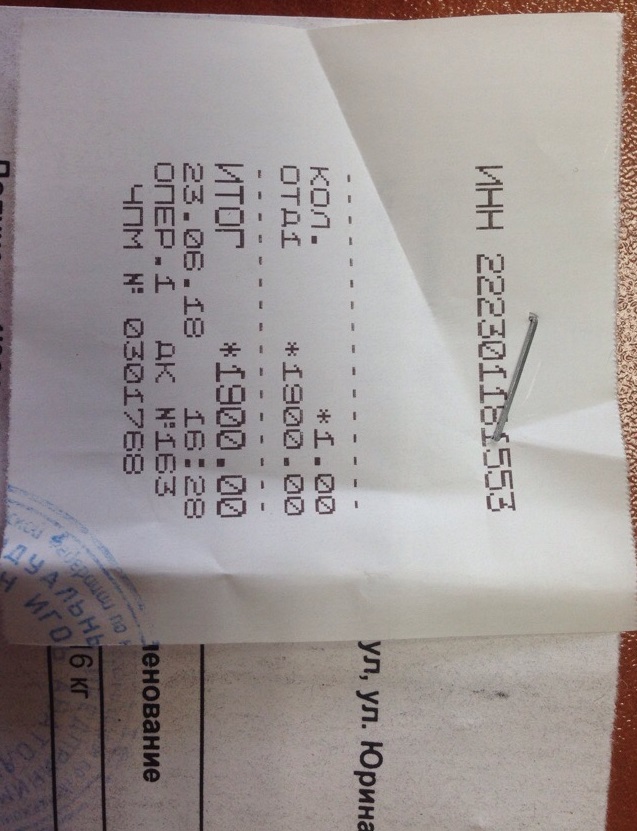 ИНН 222301181553
КОЛ. *1.00
ОТД1 *1900.00
ИТОГ *1900.00
23.06.18 16:28
ОПЕР.1 ДК №163
ЧПМ № 0301768
ул, ул. Юрина
енование
6 кг